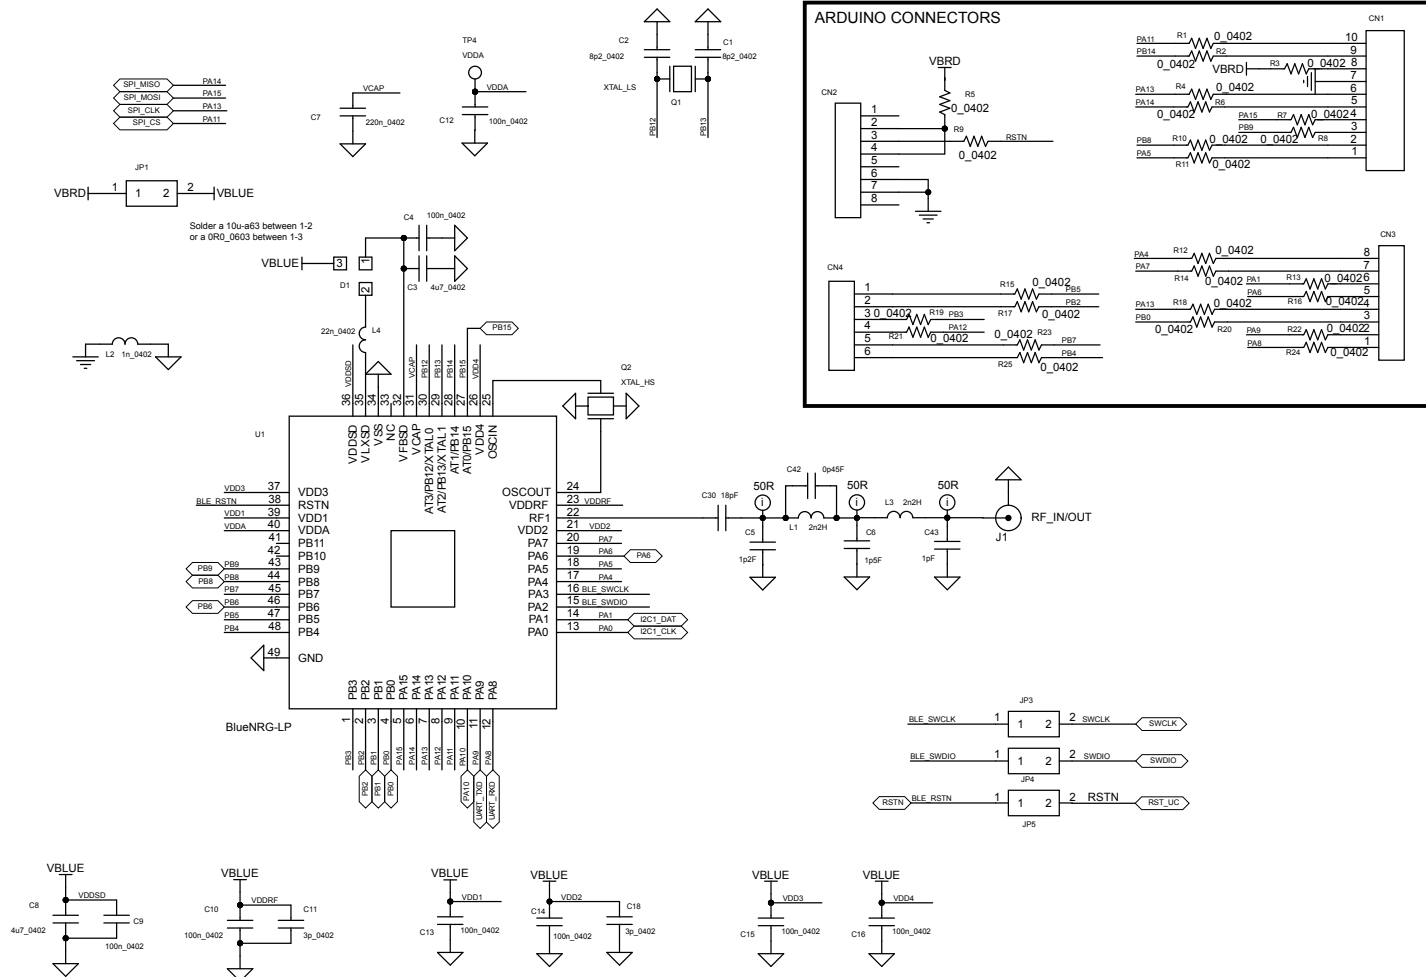 ARDUINO CONNECTORS
CN1
PA11 R1 0_0402 10
PB14 R2 9
0_0402 VBRD R3 0_0402 8
7
PA13 R4 0_0402 6
PA14 R6 5
0_0402 PA15 R7 0_0402 4
PB9 R8 3
PB8 R10 0_0402 0_0402 2
PA5 R11 0_0402 1
VBRD
R5
0_0402
CN2
1
2
3
4
5
6
7
8
R9
0_0402
RSTN
CN3
PA4 R12 0_0402 8
PA7 R14 0_0402 7
PA1 R13 0_0402 6
PA6 R16 0_0402 5
PA13 R18 0_0402 4
PB0 R20 0_0402 3
PA9 R22 0_0402 2
PA8 R24 0_0402 1
CN4
1 R15 0_0402 PB5
2 R17 0_0402 PB2
3 0_0402 R19 PB3
4 R21 0_0402 PA12
5 0_0402 R23 PB7
6 R25 0_0402 PB4
SPI_MISO PA14
SPI_MOSI PA15
SPI_CLK PA13
SPI_CS PA11
VCAP
C7
220n_0402
TP4
VDDA
VDDA
C12
100n_0402
C2
8p2_0402
C1
8p2_0402
XTAL_LS
Q1
PB12
PB13
JP1
VBRD 1 1 2 2 VBLUE
Solder a 10u-a63 between 1-2
or a 0R0_0603 between 1-3
VBLUE 3 1
D1 2
C4 100n_0402
C3 4u7_0402
22n_0402 L4
L2 1n_0402
PB15
VDDSD
VCAP
PB12
PB13
PB14
PB15
VDD4
36 35 34 33 32 31 30 29 28 27 26 25
VDDSD
VLXSD
VSS
NC
VFBSD
VCAP
AT3/PB12/XTAL0
AT2/PB13/XTAL1
AT1/PB14
AT0/PB15
VDD4
OSCIN
Q2
XTAL_HS
U1
VDD3 37 VDD3
BLE_RSTN 38 RSTN
VDD1 39 VDD1
VDDA 40 VDDA
41 PB11
42 PB10
PB9 PB9 43 PB9
PB8 PB8 44 PB8
PB7 45 PB7
PB6 PB6 46 PB6
PB5 47 PB5
PB4 48 PB4
49 GND
OSCOUT 24
VDDRF 23 VDDRF
RF1 22
VDD2 21 VDD2
PA7 20 PA7
PA6 19 PA6 PA6
PA5 18 PA5
PA4 17 PA4
PA3 16 BLE_SWCLK
PA2 15 BLE_SWDIO
PA1 14 PA1 I2C1_DAT
PA0 13 PA0 I2C1_CLK
PB3
PB2
PB1
PB0
PA15
PA14
PA13
PA12
PA11
PA10
PA9
PA8
1 2 3 4 5 6 7 8 9 10 11 12
PB3
PB2
PB1
PB0
PA15
PA14
PA13
PA12
PA11
PA10
PA9
PA8
PB2
PB1
PB0
PA10
UART_TXD
UART_RXD
BlueNRG-LP
C30 18pF
50R
i
C5
1p2F
C42 0p45F
L1 2n2H
50R
i
C6
1p5F
L3 2n2H
50R
i
C43
1pF
J1
RF_IN/OUT
JP3
BLE_SWCLK 1 1 2 2 SWCLK SWCLK
BLE_SWDIO 1 1 2 2 SWDIO SWDIO
JP4
RSTN BLE_RSTN 1 1 2 2 RSTN RST_UC
JP5
VBLUE
VDDSD
C8
4u7_0402
C9
100n_0402
VBLUE
VDDRF
C10
100n_0402
C11
3p_0402
VBLUE
VDD1
C13
100n_0402
VBLUE
VDD2
C14
100n_0402
C18
3p_0402
VBLUE
VDD3
C15
100n_0402
VBLUE
VDD4
C16
100n_0402